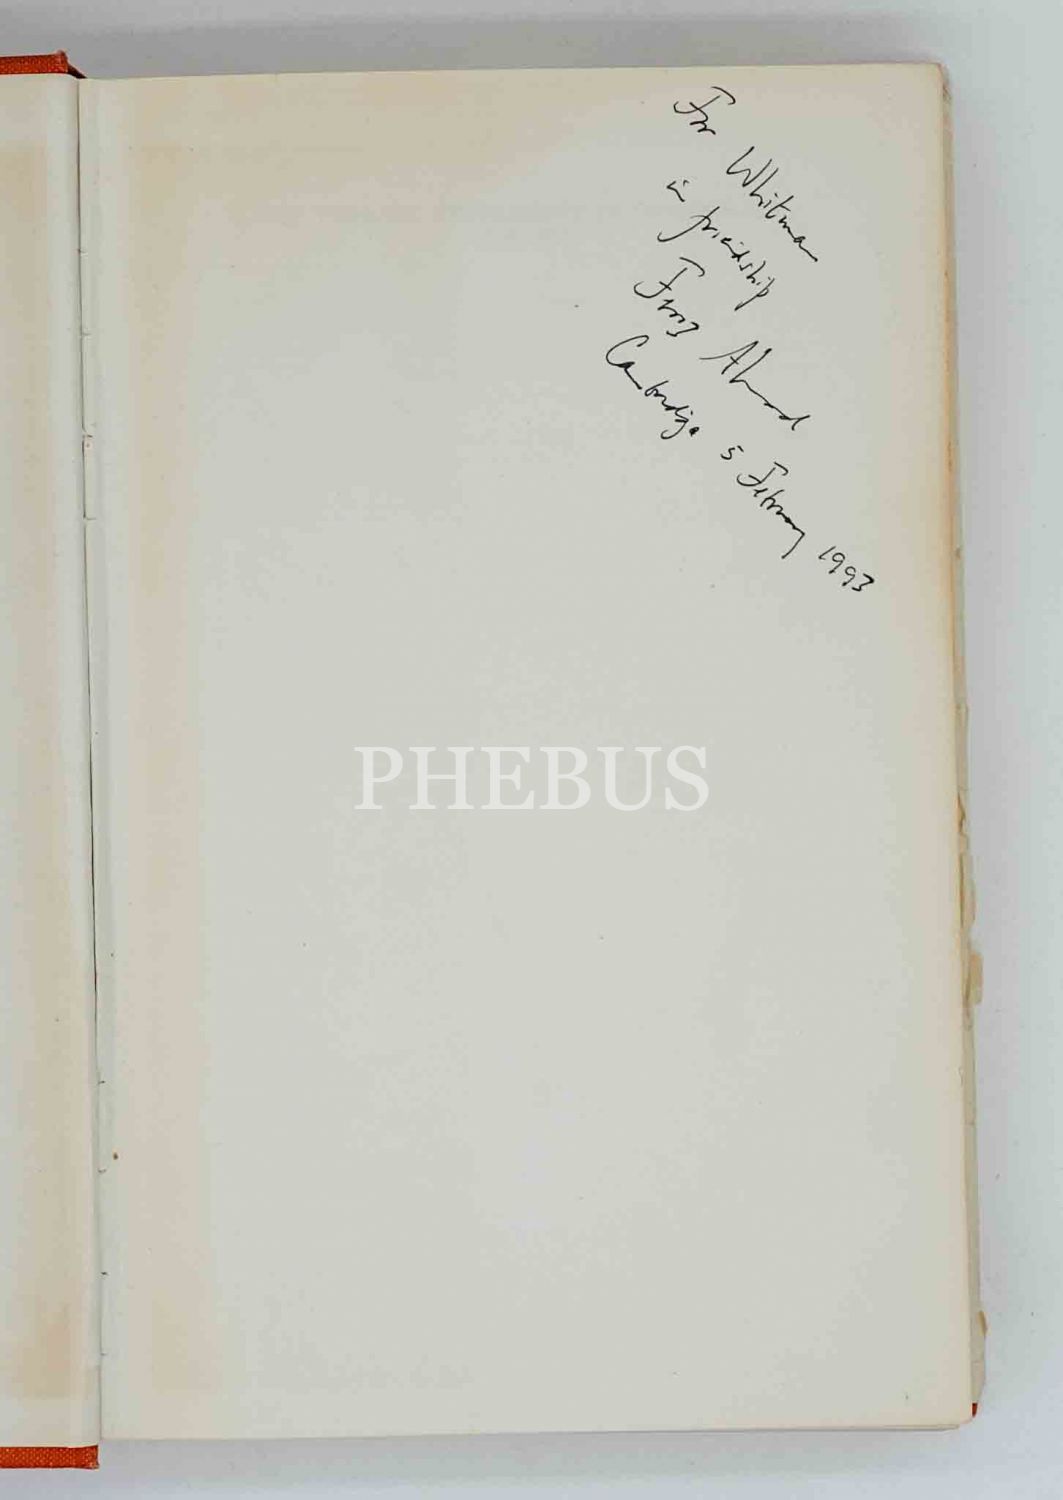 For Whitman
in friendship
Feroz Ahmad
Cambridge 5 February 1993
PHEBUS